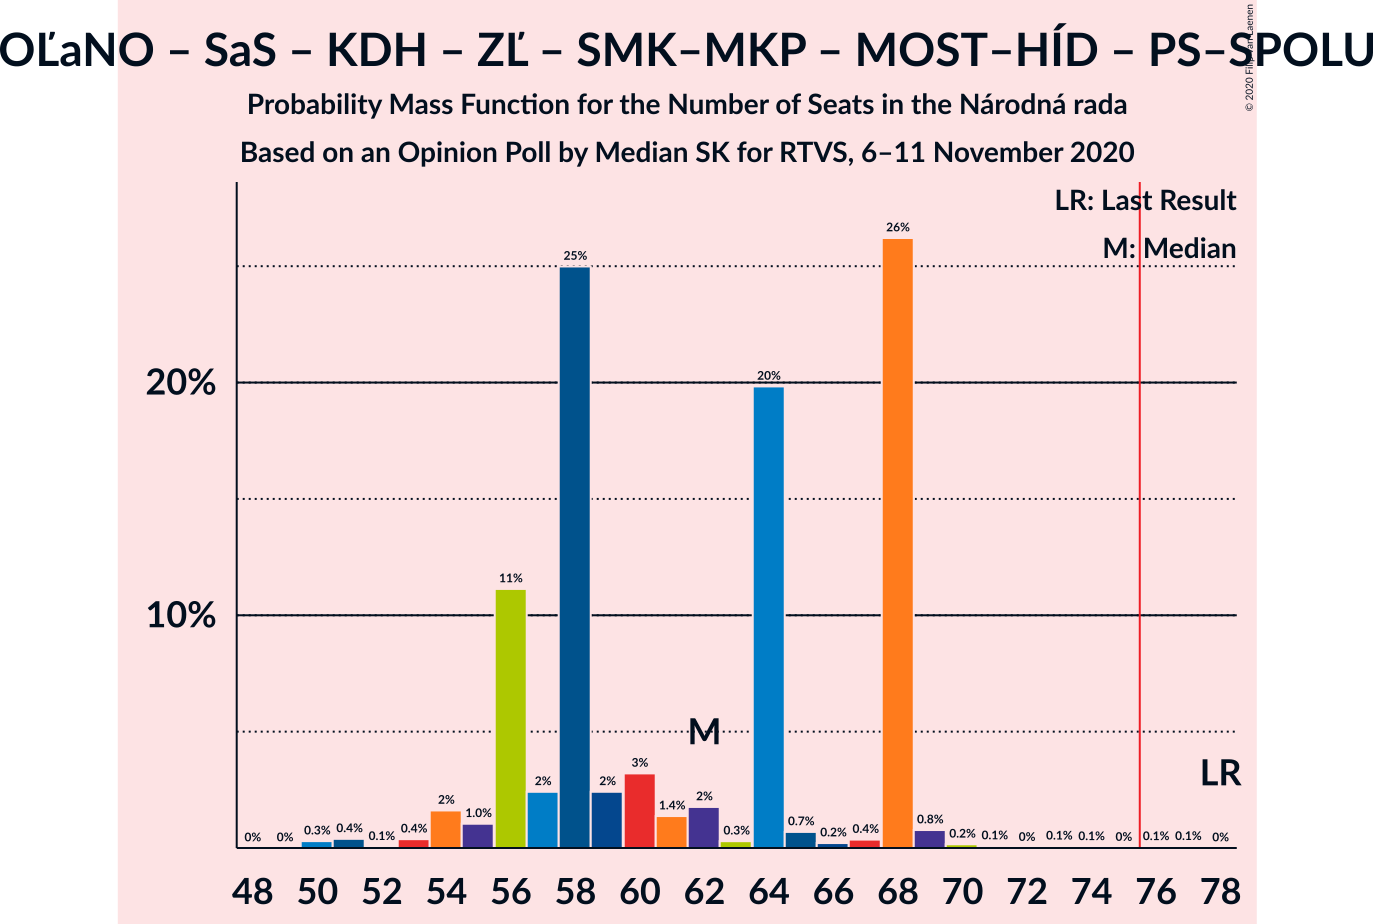 OĽaNO – SaS – KDH – ZĽ – SMK–MKP – MOST–HÍD – PS–SPOLU
Probability Mass Function for the Number of Seats in the Národná rada
Based on an Opinion Poll by Median SK for RTVS, 6–11 November 2020
© 2020 Filip van Laenen
LR: Last Result
M: Median
20%
10%
0% 0% 0.3% 0.4% 0.1% 0.4% 2% 1.0% 11% 2% 25% 2% 3% 1.4% 2% 0.3% 20% 0.7% 0.2% 0.4% 26% 0.8% 0.2% 0.1% 0% 0.1% 0.1% 0% 0.1% 0.1% 0%
M
LR
48 50 52 54 56 58 60 62 64 66 68 70 72 74 76 78